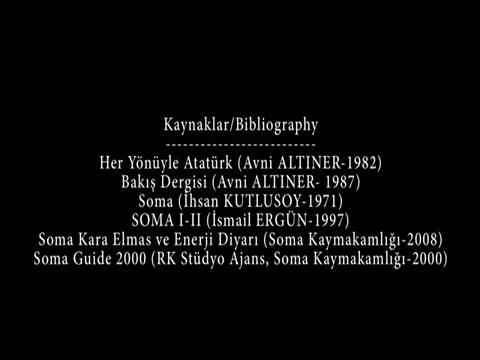 Kaynaklar/Bibliography
--------------------------
Her Yönüyle Atatürk (Avni ALTINER-1982)
Bakış Dergisi (Avni ALTINER- 1987)
Soma (İhsan KUTLUSOY-1971)
SOMA I-II (İsmail ERGÜN-1997)
Soma Kara Elmas ve Enerji Diyarı (Soma Kaymakamlığı-2008)
Soma Guide 2000 (RK Stüdyo Ajans, Soma Kaymakamlığı-2000)